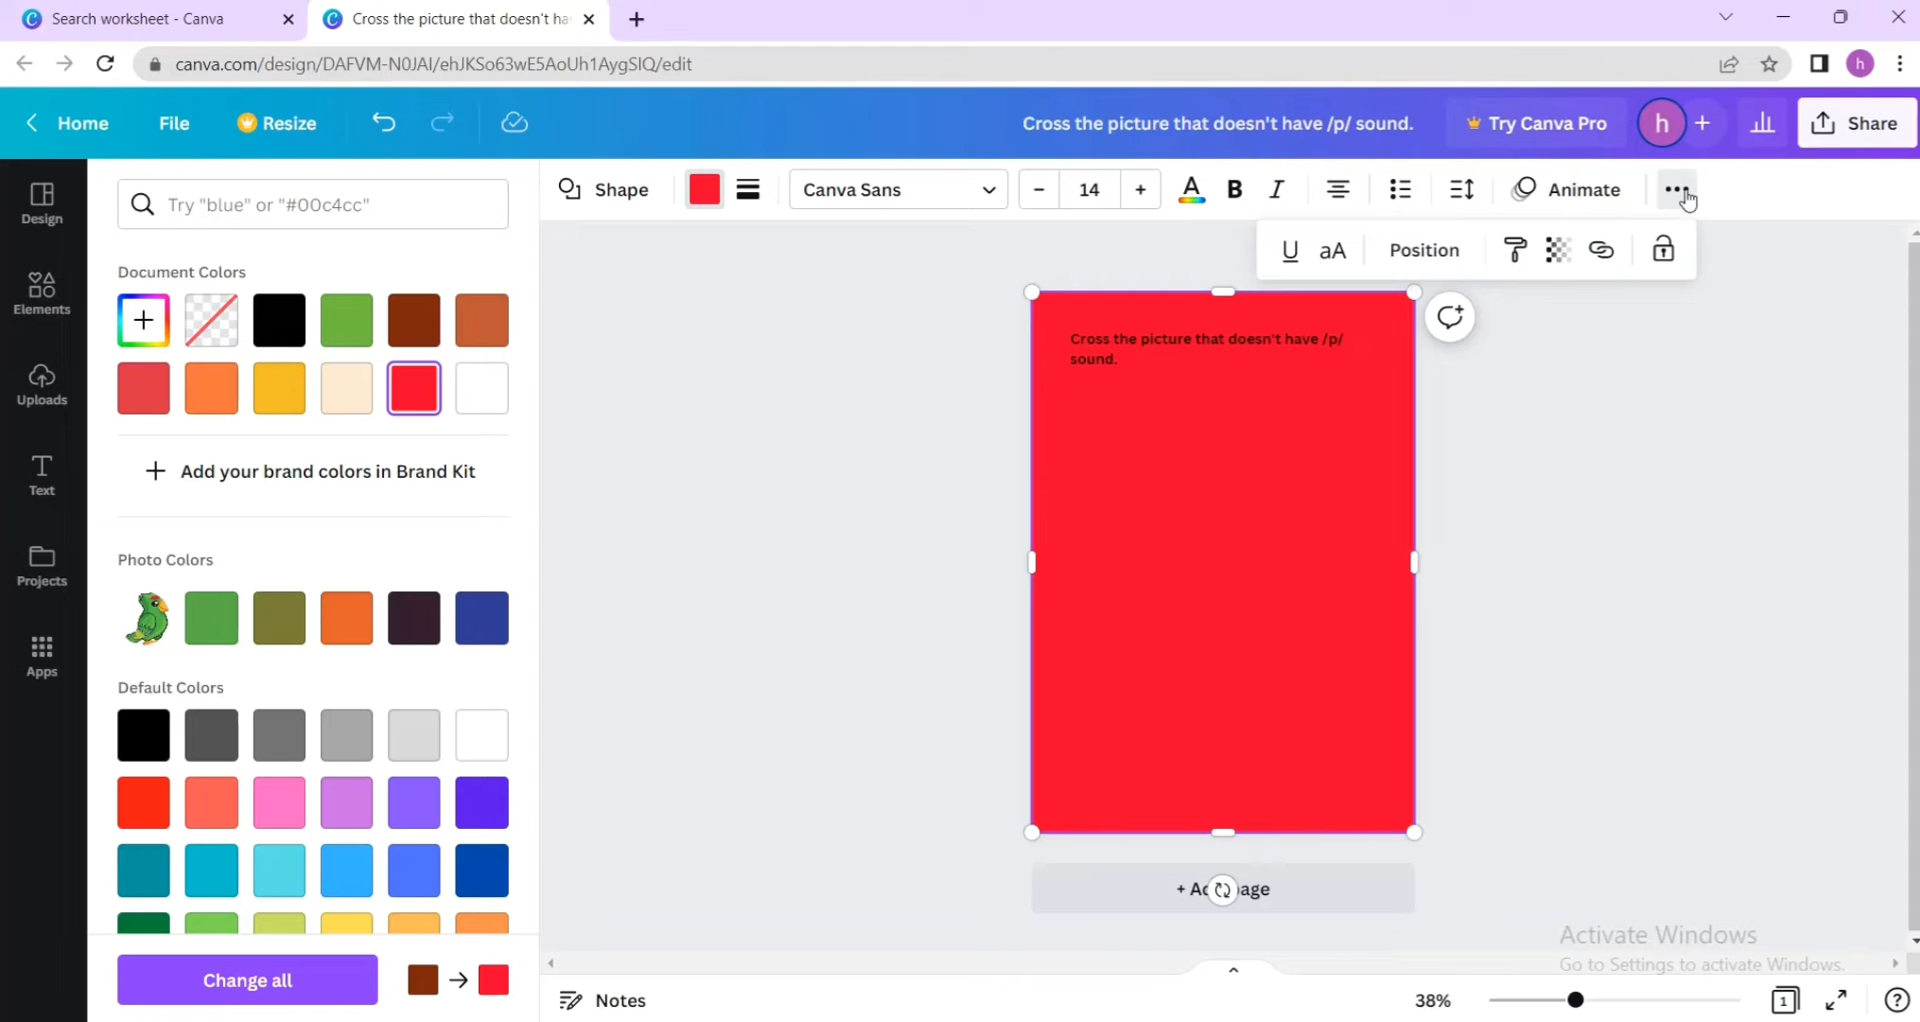 Search worksheet - Canva
Cross the picture that doesn't ha
canva.com/design/DAFVM-N0JAI/ehJKSo63wE5AoUh1AygSIQ/edit
h
Home
File
Resize
Cross the picture that doesn't have /p/ sound.
Try Canva Pro
h
Share
Design
Elements
Uploads
Text
Projects
Apps
Try "blue" or "#00c4cc"
Document Colors
Add your brand colors in Brand Kit
Photo Colors
Default Colors
Change all
Shape
Canva Sans
14
A
B
I
Animate
U
aA
Position
Cross the picture that doesn't have /p/
sound.
+ Ad age
Activate Windows
Go to Settings to activate Windows.
Notes
38%
1
?